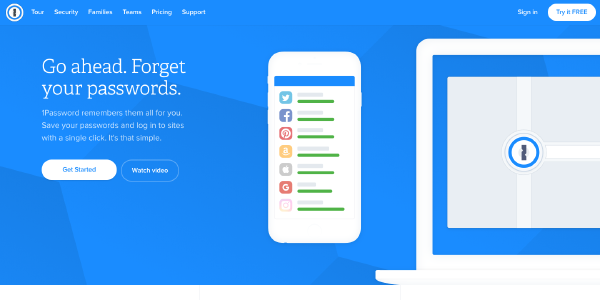 Tour Security Families Teams Pricing Support Sign in Try it FREE
Go ahead. Forget
your passwords.
1Password remembers them all for you.
Save your passwords and log in to sites
with a single click. It's that simple.
Get Started Watch video